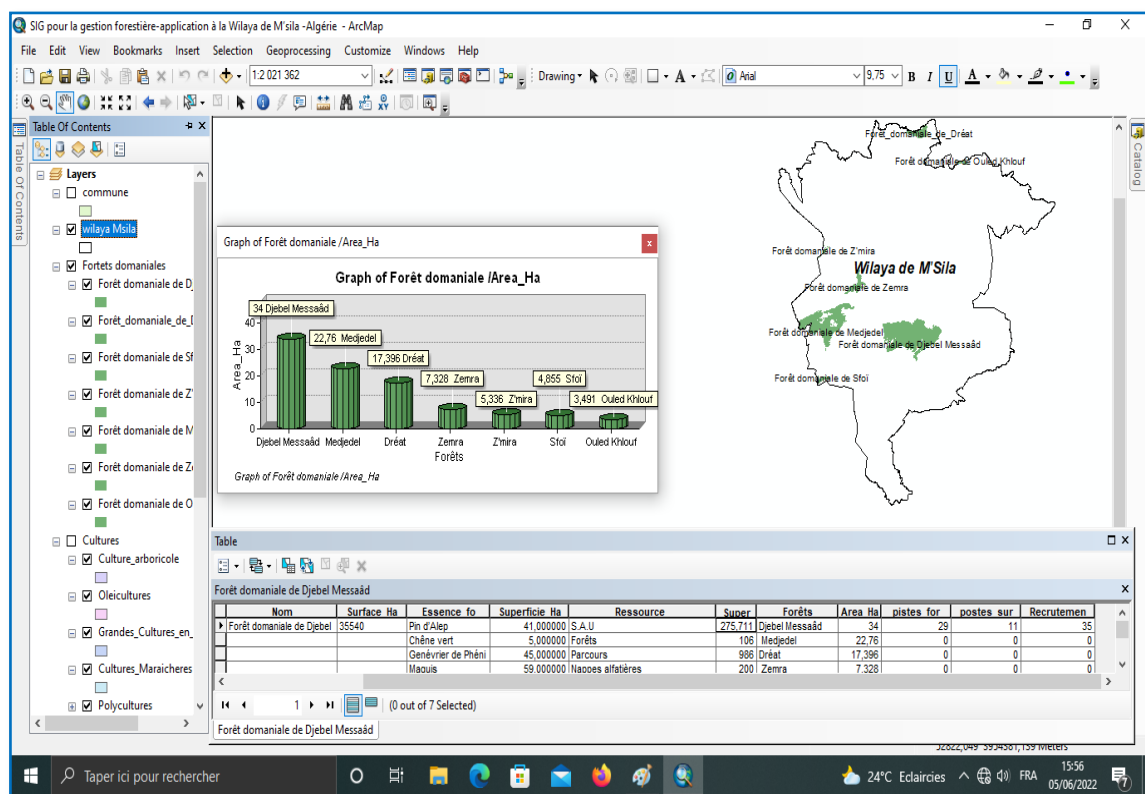 SIG pour la gestion forestière-application à la Wilaya de M'sila -Algérie - ArcMap
File Edit View Bookmarks Insert Selection Geoprocessing Customize Windows Help
1:2 021 362 Drawing Arial 9,75 B I U A
Table Of Contents
Table Of Contents
Catalog
Layers
commune
wilaya Msila
Fortets domaniales
Forêt domaniale de D
Forêt_domaniale_de_
Forêt domaniale de Sf
Forêt domaniale de Z'
Forêt domaniale de M
Forêt domaniale de Z
Forêt domaniale de O
Cultures
Culture_arboricole
Oleicultures
Grandes_Cultures_en_
Cultures_Maraicheres
Polycultures
Graph of Forêt domaniale /Area_Ha
x
Graph of Forêt domaniale /Area_Ha
34 Djebel Messaâd
22,76 Medjedel
17,396 Dréat
7,328 Zemra
5,336 Z'mira
4,855 Sfoï
3,491 Ouled Khlouf
Area_Ha
40
30
20
10
0
Djebel Messaâd Medjedel Dréat Zemra Z'mira Sfoï Ouled Khlouf
Forêts
Graph of Forêt domaniale /Area_Ha
Forêt_domaniale_de_Dréat
Forêt domaniale de Ouled Khlouf
Forêt domaniale de Z'mira
Wilaya de M'Sila
Forêt domaniale de Zemra
Forêt domaniale de Medjedel
Forêt domaniale de Djebel Messaâd
Forêt domaniale de Sfoï
Table
Forêt domaniale de Djebel Messaâd
Nom Surface_Ha Essence_fo Superficie_Ha Ressource Super Forêts Area_Ha pistes_for postes_sur Recrutemen
Forêt domaniale de Djebel 35540 Pin d'Alep 41,000000 S.A.U 275,711 Djebel Messaâd 34 29 11 35
Chêne vert 5,000000 Forêts 106 Medjedel 22,76 0 0 0
Genévrier de Phéni 45,000000 Parcours 986 Dréat 17,396 0 0 0
Maquis 59,000000 Nappes alfatières 200 Zemra 7,328 0 0 0
1 (0 out of 7 Selected)
Forêt domaniale de Djebel Messaâd
Taper ici pour rechercher
24°C Eclaircies FRA
15:56
05/06/2022
7